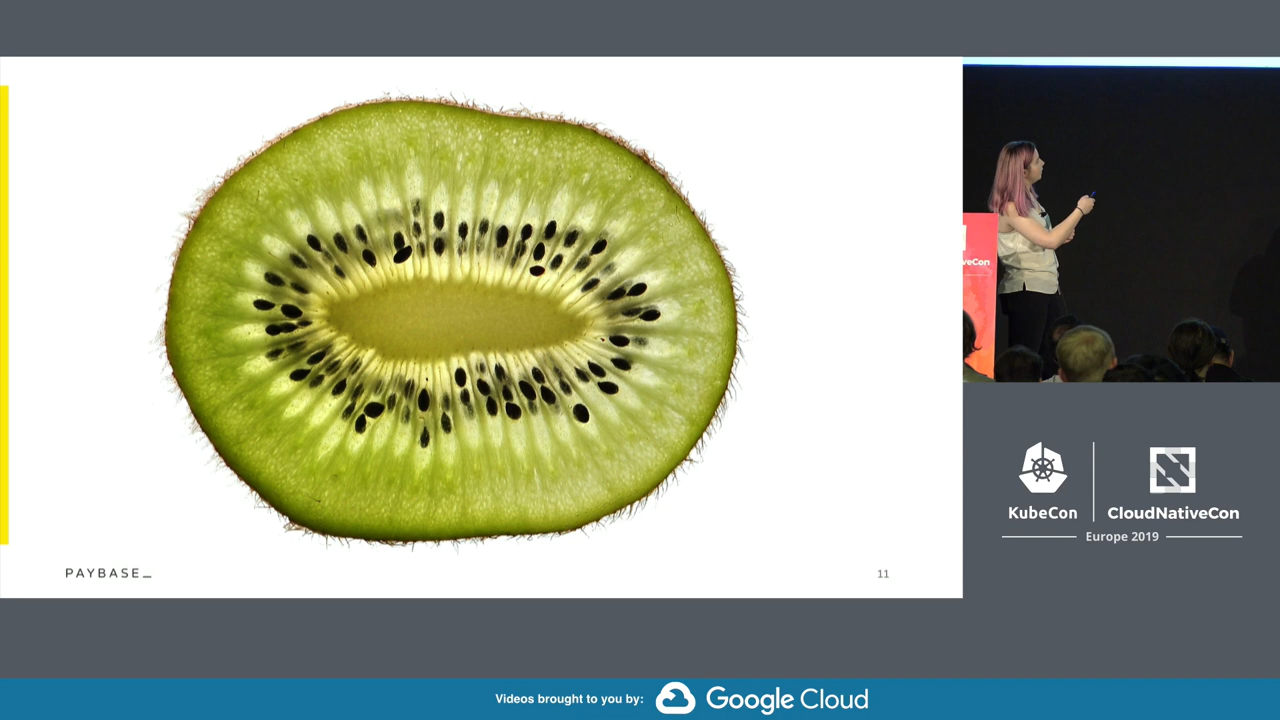 PAYBASE_
11
veCon
KubeCon
CloudNativeCon
Europe 2019
Videos brought to you by:
Google Cloud